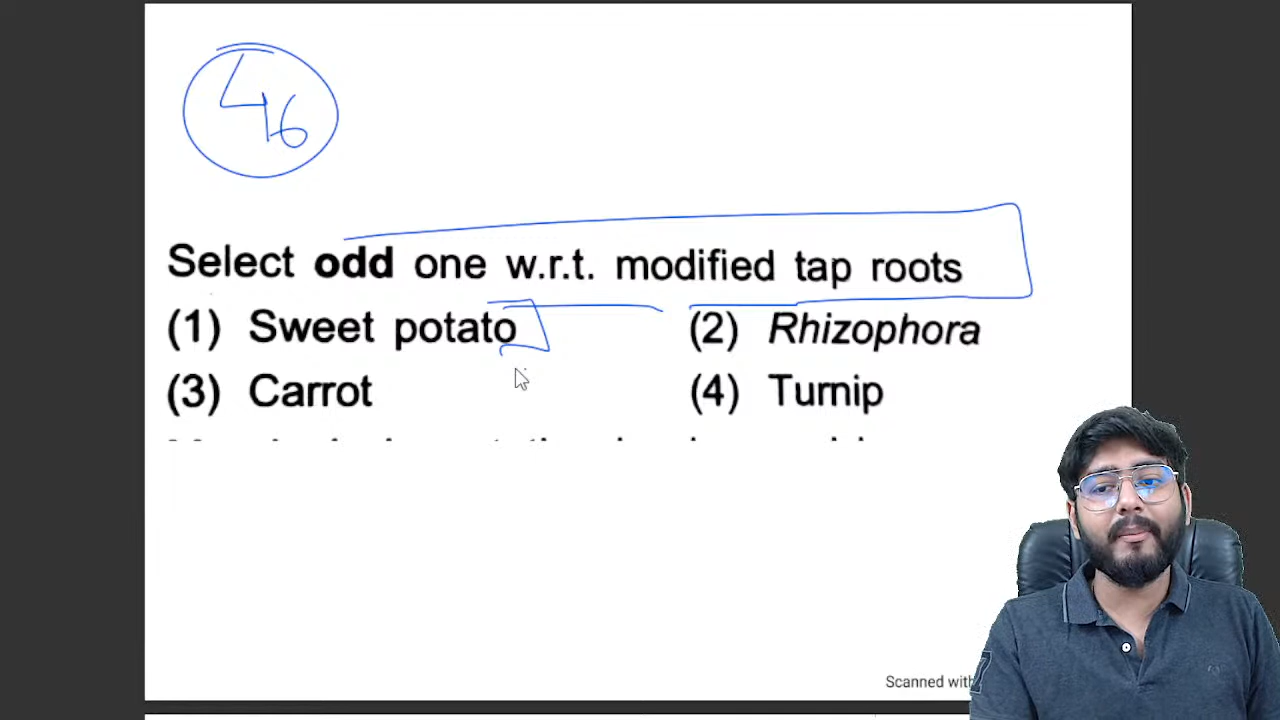 46
Select odd one w.r.t. modified tap roots
(1) Sweet potato (2) Rhizophora
(3) Carrot (4) Turnip
Scanned with